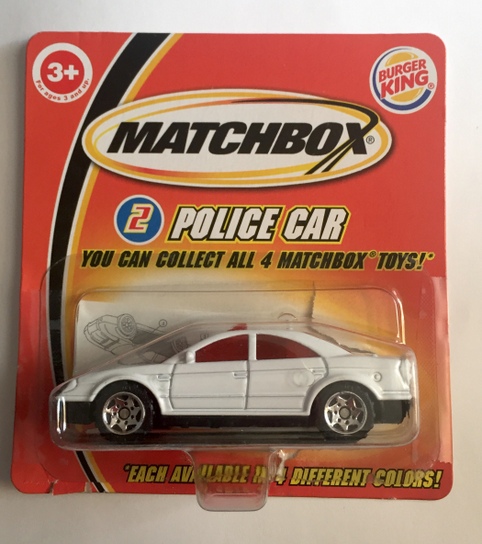 3+
For ages 3 and up.
BURGER
KING®
MATCHBOX®
2 POLICE CAR
YOU CAN COLLECT ALL 4 MATCHBOX® TOYS!*
*EACH AVAILABLE IN 4 DIFFERENT COLORS!